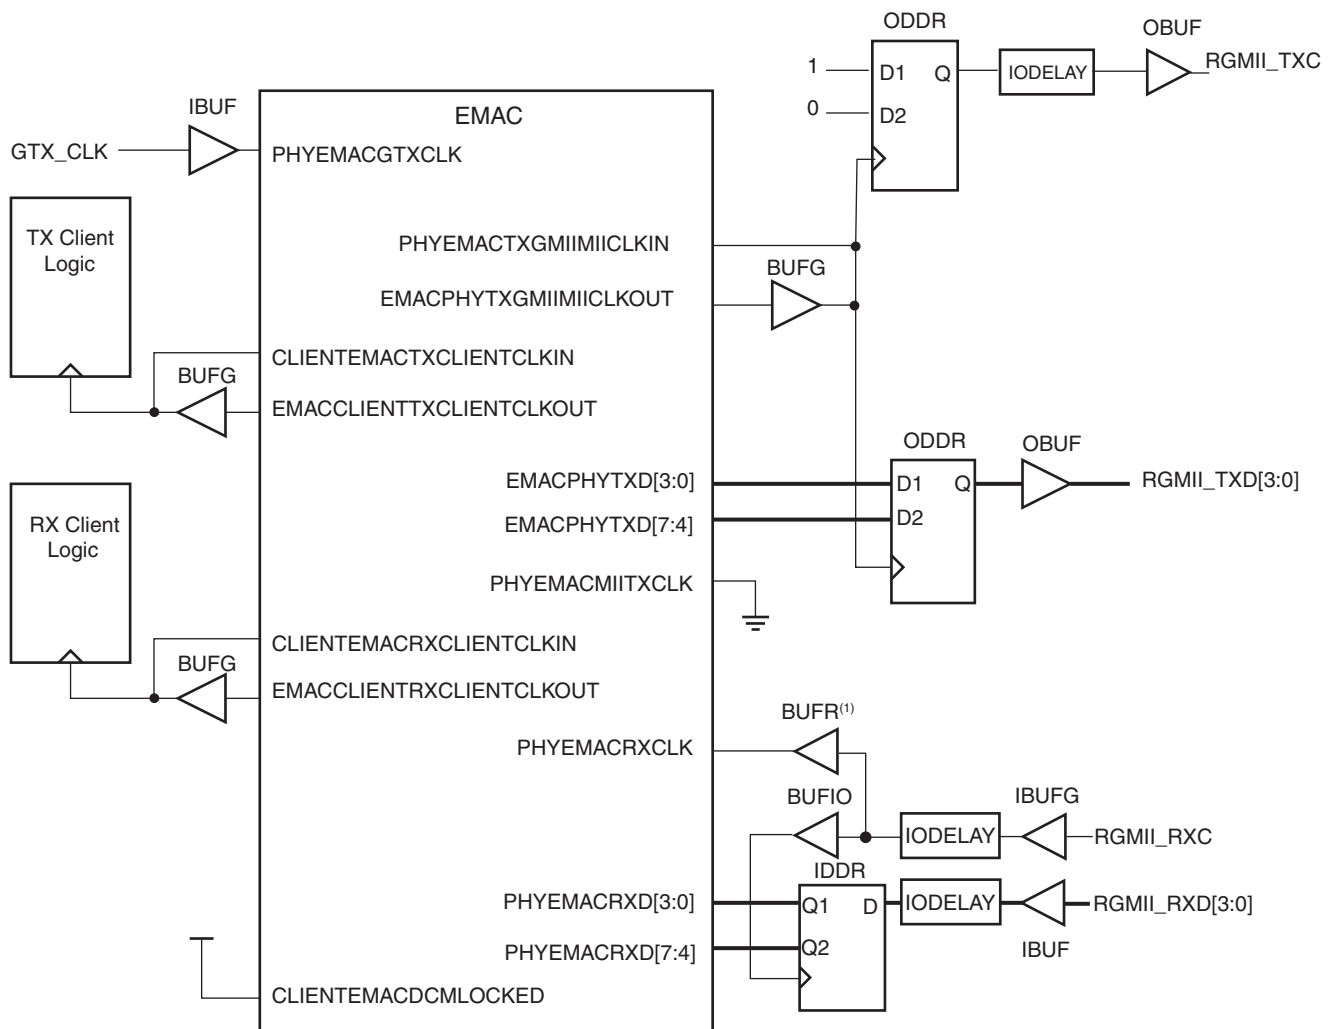 ODDR
OBUF
1
D1
Q
IODELAY
RGMII_TXC
0
D2
IBUF
EMAC
GTX_CLK
PHYEMACGTXCLK
TX Client
Logic
PHYEMACTXGMIIMIICLKIN
BUFG
EMACPHYTXGMIIMIICLKOUT
CLIENTEMACTXCLIENTCLKIN
BUFG
EMACCLIENTTXCLIENTCLKOUT
ODDR
OBUF
EMACPHYTXD[3:0]
D1
Q
RGMII_TXD[3:0]
EMACPHYTXD[7:4]
D2
RX Client
Logic
PHYEMACMIITXCLK
CLIENTEMACRXCLIENTCLKIN
BUFG
EMACCLIENTRXCLIENTCLKOUT
BUFR(1)
PHYEMACRXCLK
BUFIO
IBUFG
IODELAY
RGMII_RXC
IDDR
PHYEMACRXD[3:0]
Q1
D
IODELAY
RGMII_RXD[3:0]
PHYEMACRXD[7:4]
Q2
IBUF
CLIENTEMACDCMLOCKED